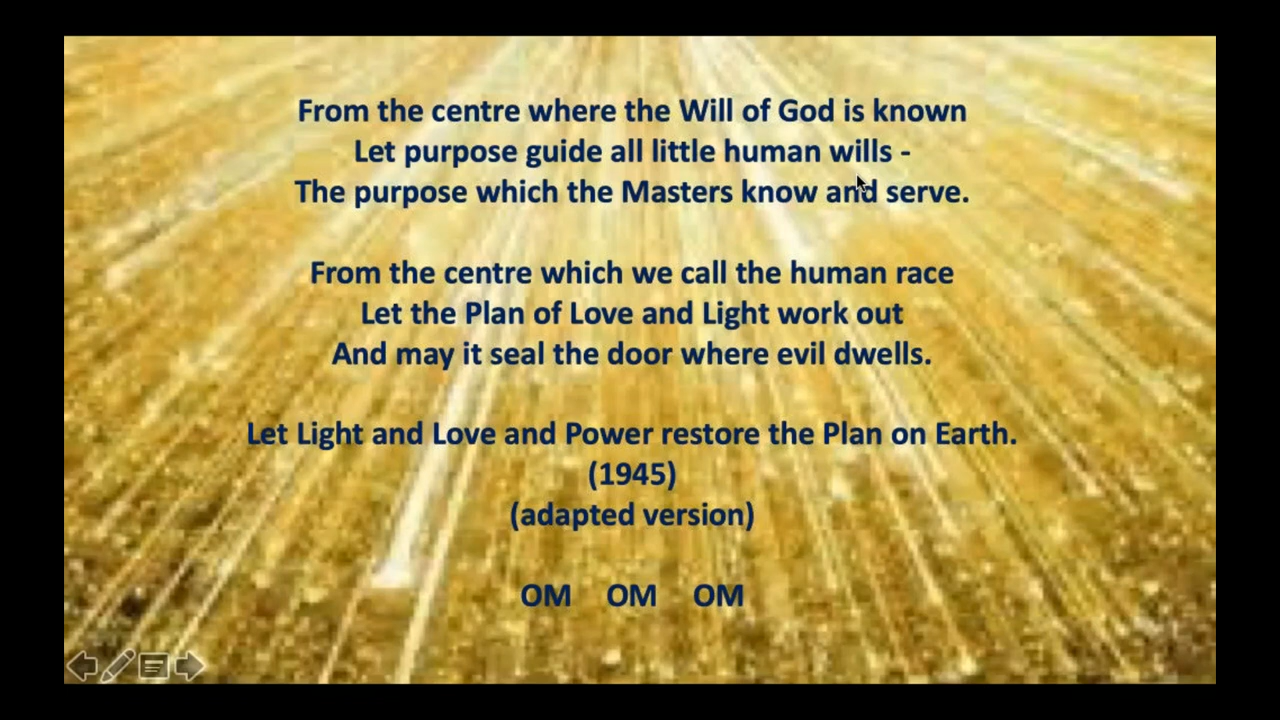 From the centre where the Will of God is known
Let purpose guide all little human wills -
The purpose which the Masters know and serve.
From the centre which we call the human race
Let the Plan of Love and Light work out
And may it seal the door where evil dwells.
Let Light and Love and Power restore the Plan on Earth.
(1945)
(adapted version)
OM OM OM